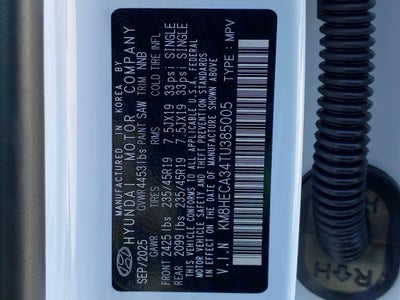 MANUFACTURED IN KOREA BY
HYUNDAI MOTOR COMPANY
SEP/2025 GVWR 4453lbs PAINT SAW TRIM NNB
GAWR TIRES RIMS COLD TIRE INFL
FRONT 2425lbs 235/45R19 7.5JX19 33psi SINGLE
REAR 2099lbs 235/45R19 7.5JX19 33psi SINGLE
THIS VEHICLE CONFORMS TO ALL APPLICABLE U.S.A. FEDERAL
MOTOR VEHICLE SAFETY, BUMPER, AND THEFT PREVENTION STANDARDS
IN EFFECT ON THE DATE OF MANUFACTURE SHOWN ABOVE
V.I.N KM8HECA34TU385005 TYPE : MPV
RH